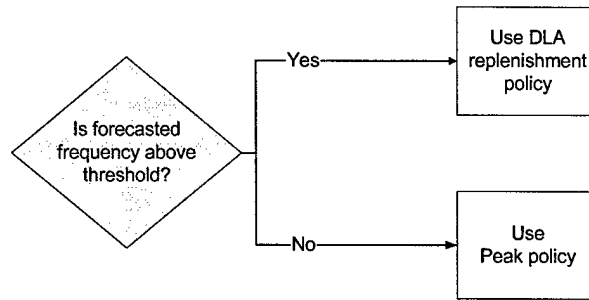 Is forecasted
frequency above
threshold?
Yes
Use DLA
replenishment
policy
No
Use
Peak policy